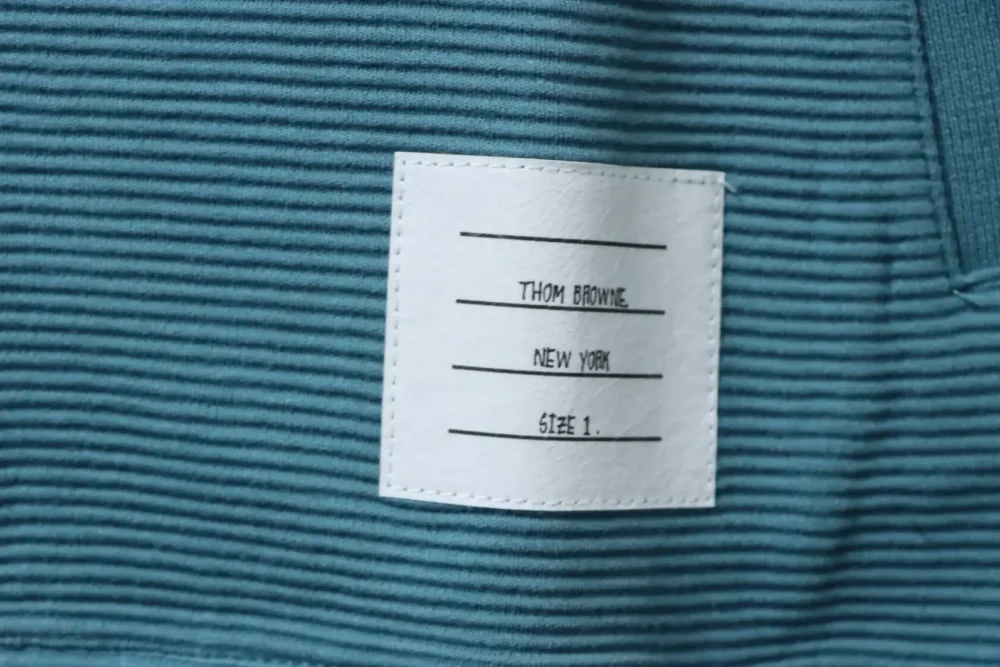 THOM BROWNE
NEW YORK
SIZE 1.